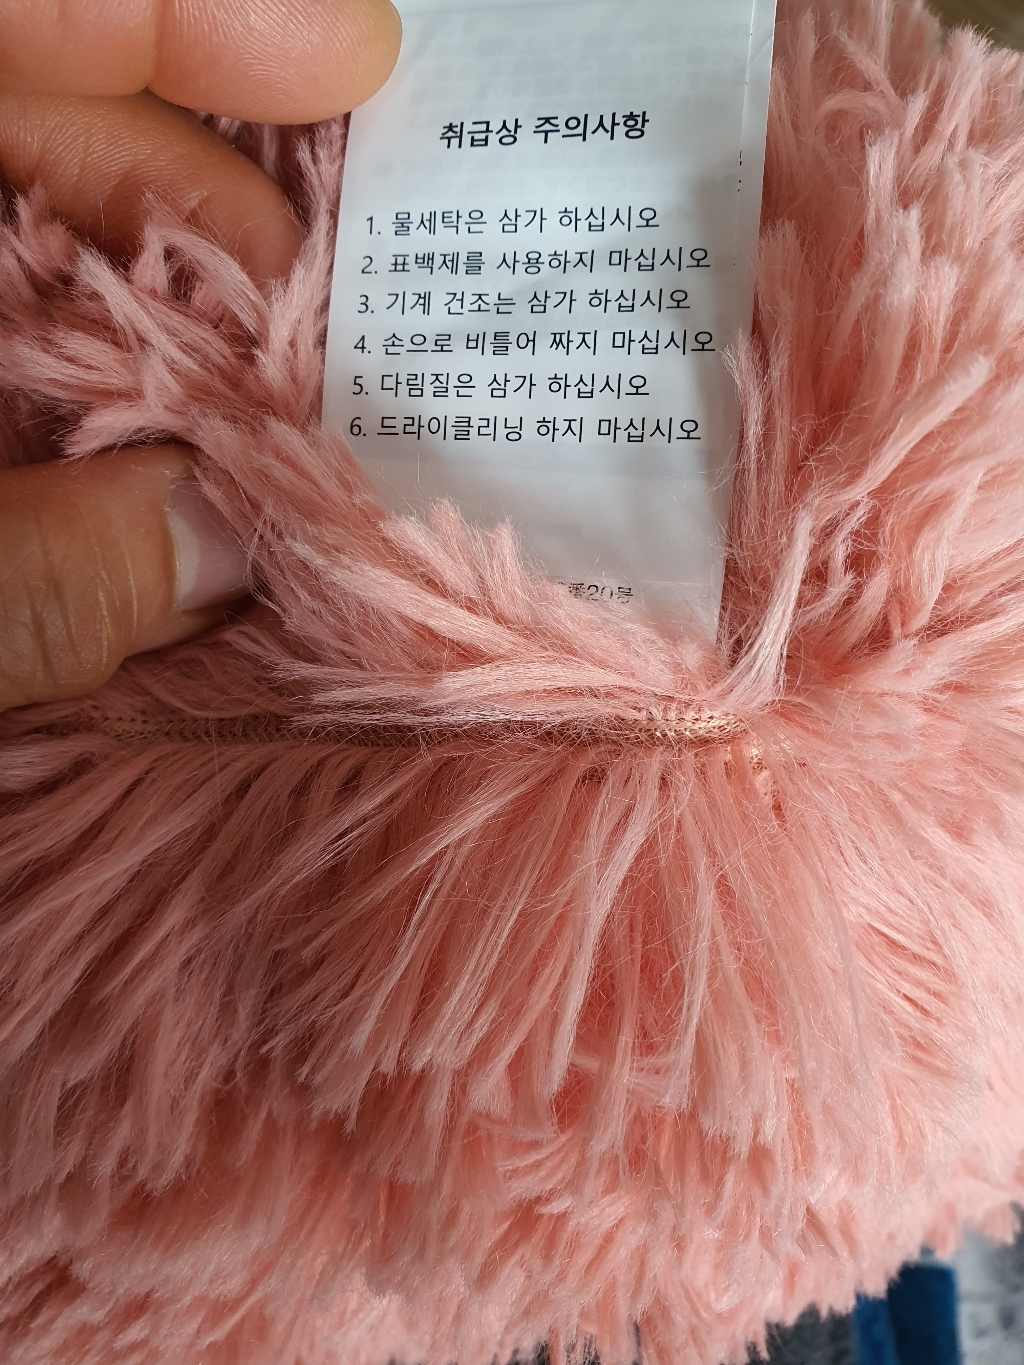 취급상 주의사항
1. 물세탁은 삼가 하십시오
2. 표백제를 사용하지 마십시오
3. 기계 건조는 삼가 하십시오
4. 손으로 비틀어 짜지 마십시오
5. 다림질은 삼가 하십시오
6. 드라이클리닝 하지 마십시오